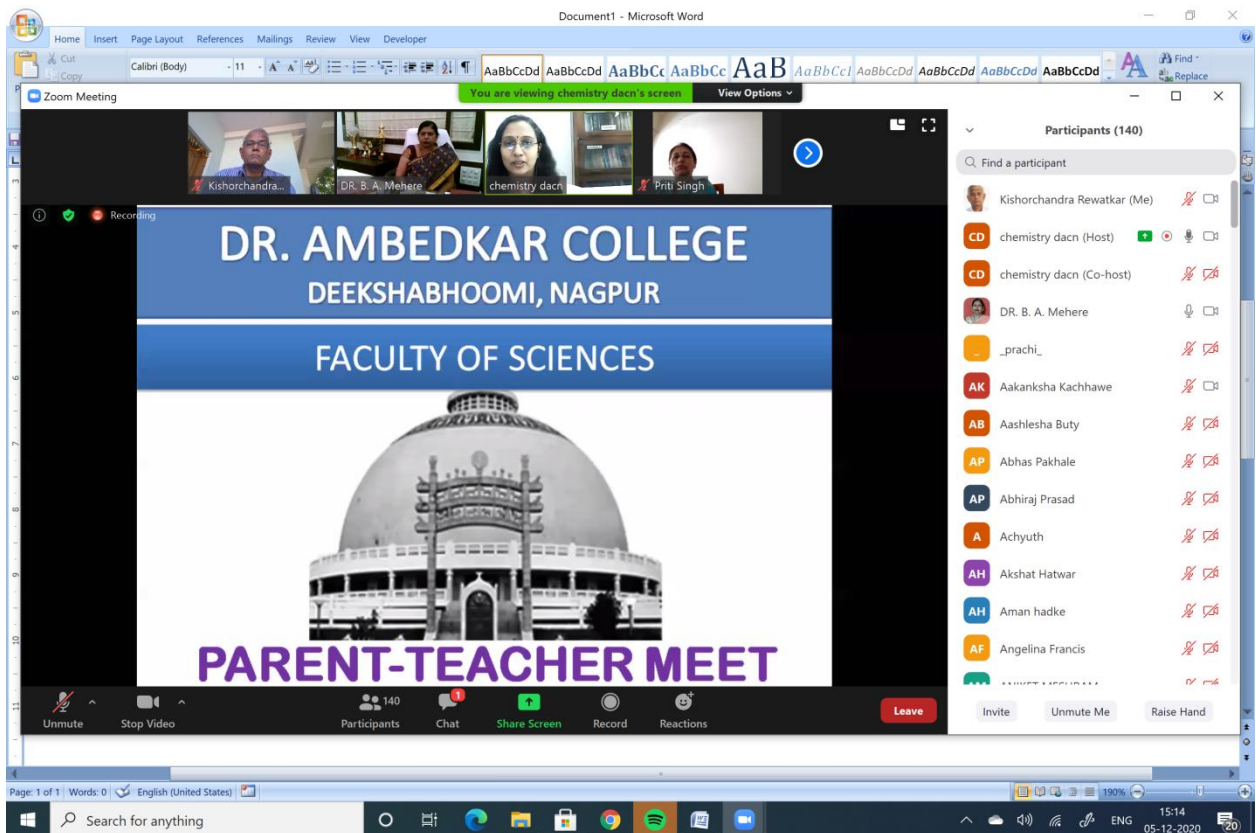 Document1 - Microsoft Word
Home Insert Page Layout References Mailings Review View Developer
Cut
Copy
Calibri (Body) 11
AaBbCcDd AaBbCcDd AaBbCc AaBbCc AaB AaBbCcI AaBbCcDd AaBbCcDd AaBbCcDd AaBbCcDd
Find
Replace
Zoom Meeting
You are viewing chemistry dacn's screen View Options
Kishorchandra... DR. B. A. Mehere chemistry dacn Priti Singh
Recording
DR. AMBEDKAR COLLEGE
DEEKSHABHOOMI, NAGPUR
FACULTY OF SCIENCES
PARENT-TEACHER MEET
Unmute Stop Video Participants 140 Chat 1 Share Screen Record Reactions Leave
Participants (140)
Find a participant
Kishorchandra Rewatkar (Me)
CD chemistry dacn (Host)
CD chemistry dacn (Co-host)
DR. B. A. Mehere
_ _prachi_
AK Aakanksha Kachhawe
AB Aashlesha Buty
AP Abhas Pakhale
AP Abhiraj Prasad
A Achyuth
AH Akshat Hatwar
AH Aman hadke
AF Angelina Francis
Invite Unmute Me Raise Hand
Page: 1 of 1 Words: 0 English (United States) 190%
Search for anything
ENG 15:14
05-12-2020 20